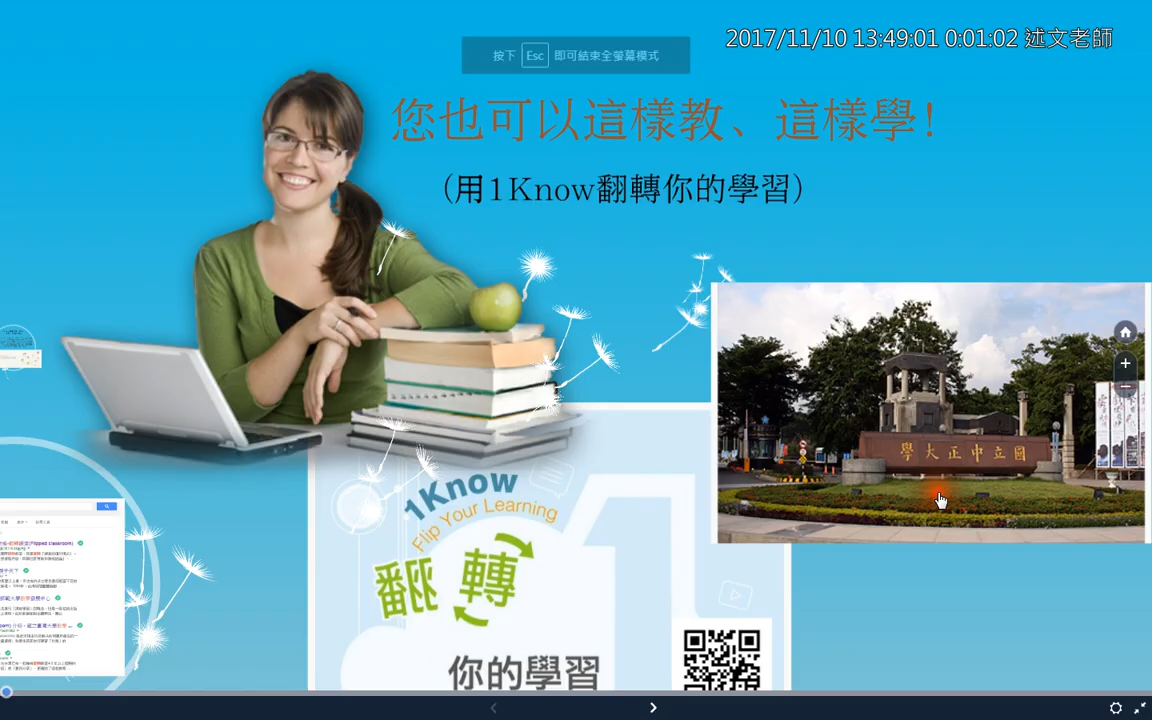 2017/11/10 13:49:01 0:01:02 述文老師
按下 Esc 即可結束全螢幕模式
您也可以這樣教、這樣學!
(用1Know翻轉你的學習)
學大正中立國
1Know
Flip Your Learning
翻轉
你的學習